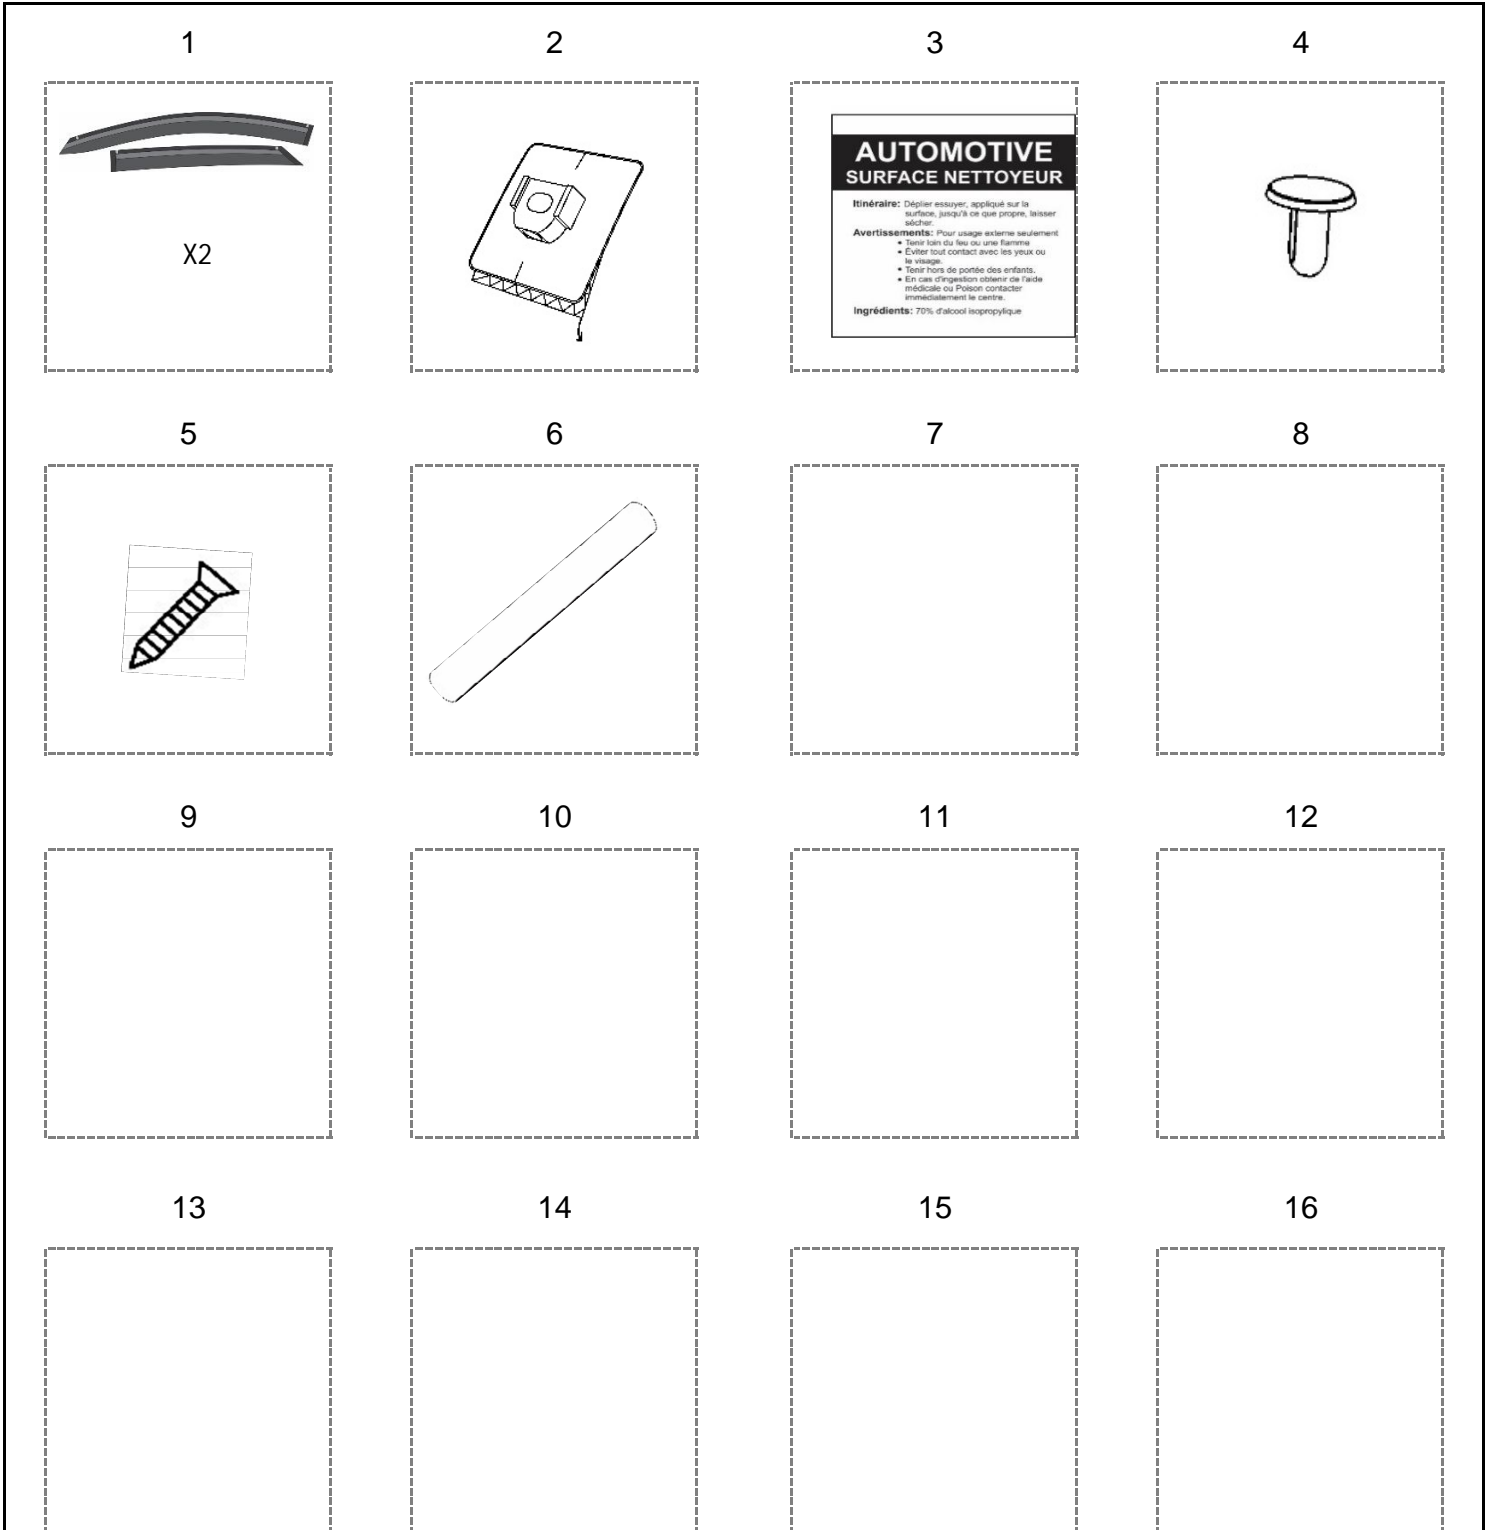 1 2 3 4
X2
AUTOMOTIVE
SURFACE NETTOYEUR
Itinéraire: Déplier essuyer, appliqué sur la
surface, jusqu'à ce que propre, laisser
sécher.
Avertissements: Pour usage externe seulement
• Tenir loin du feu ou une flamme
• Éviter tout contact avec les yeux ou
le visage.
• Tenir hors de portée des enfants.
• En cas d'ingestion obtenir de l'aide
médicale ou Poison contacter
immédiatement le centre.
Ingrédients: 70% d'alcool isopropylique
5 6 7 8
9 10 11 12
13 14 15 16